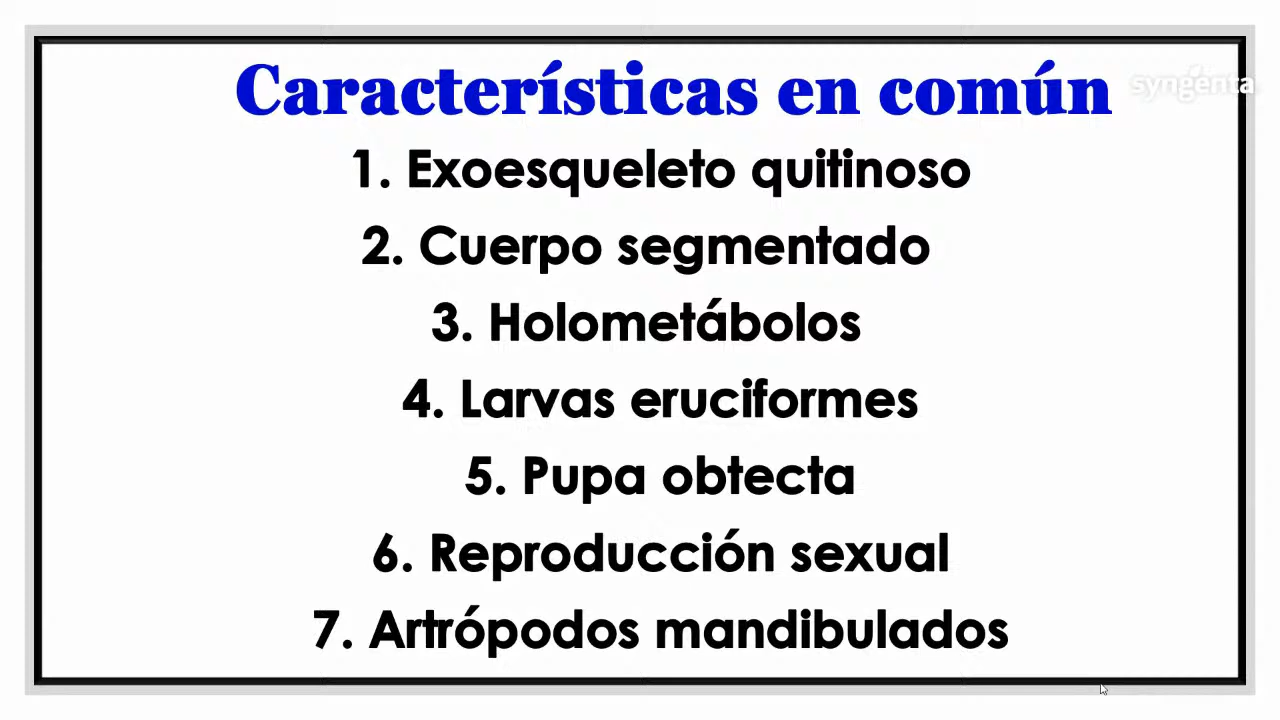 Características en común
syngenta
1. Exoesqueleto quitinoso
2. Cuerpo segmentado
3. Holometábolos
4. Larvas eruciformes
5. Pupa obtecta
6. Reproducción sexual
7. Artrópodos mandibulados